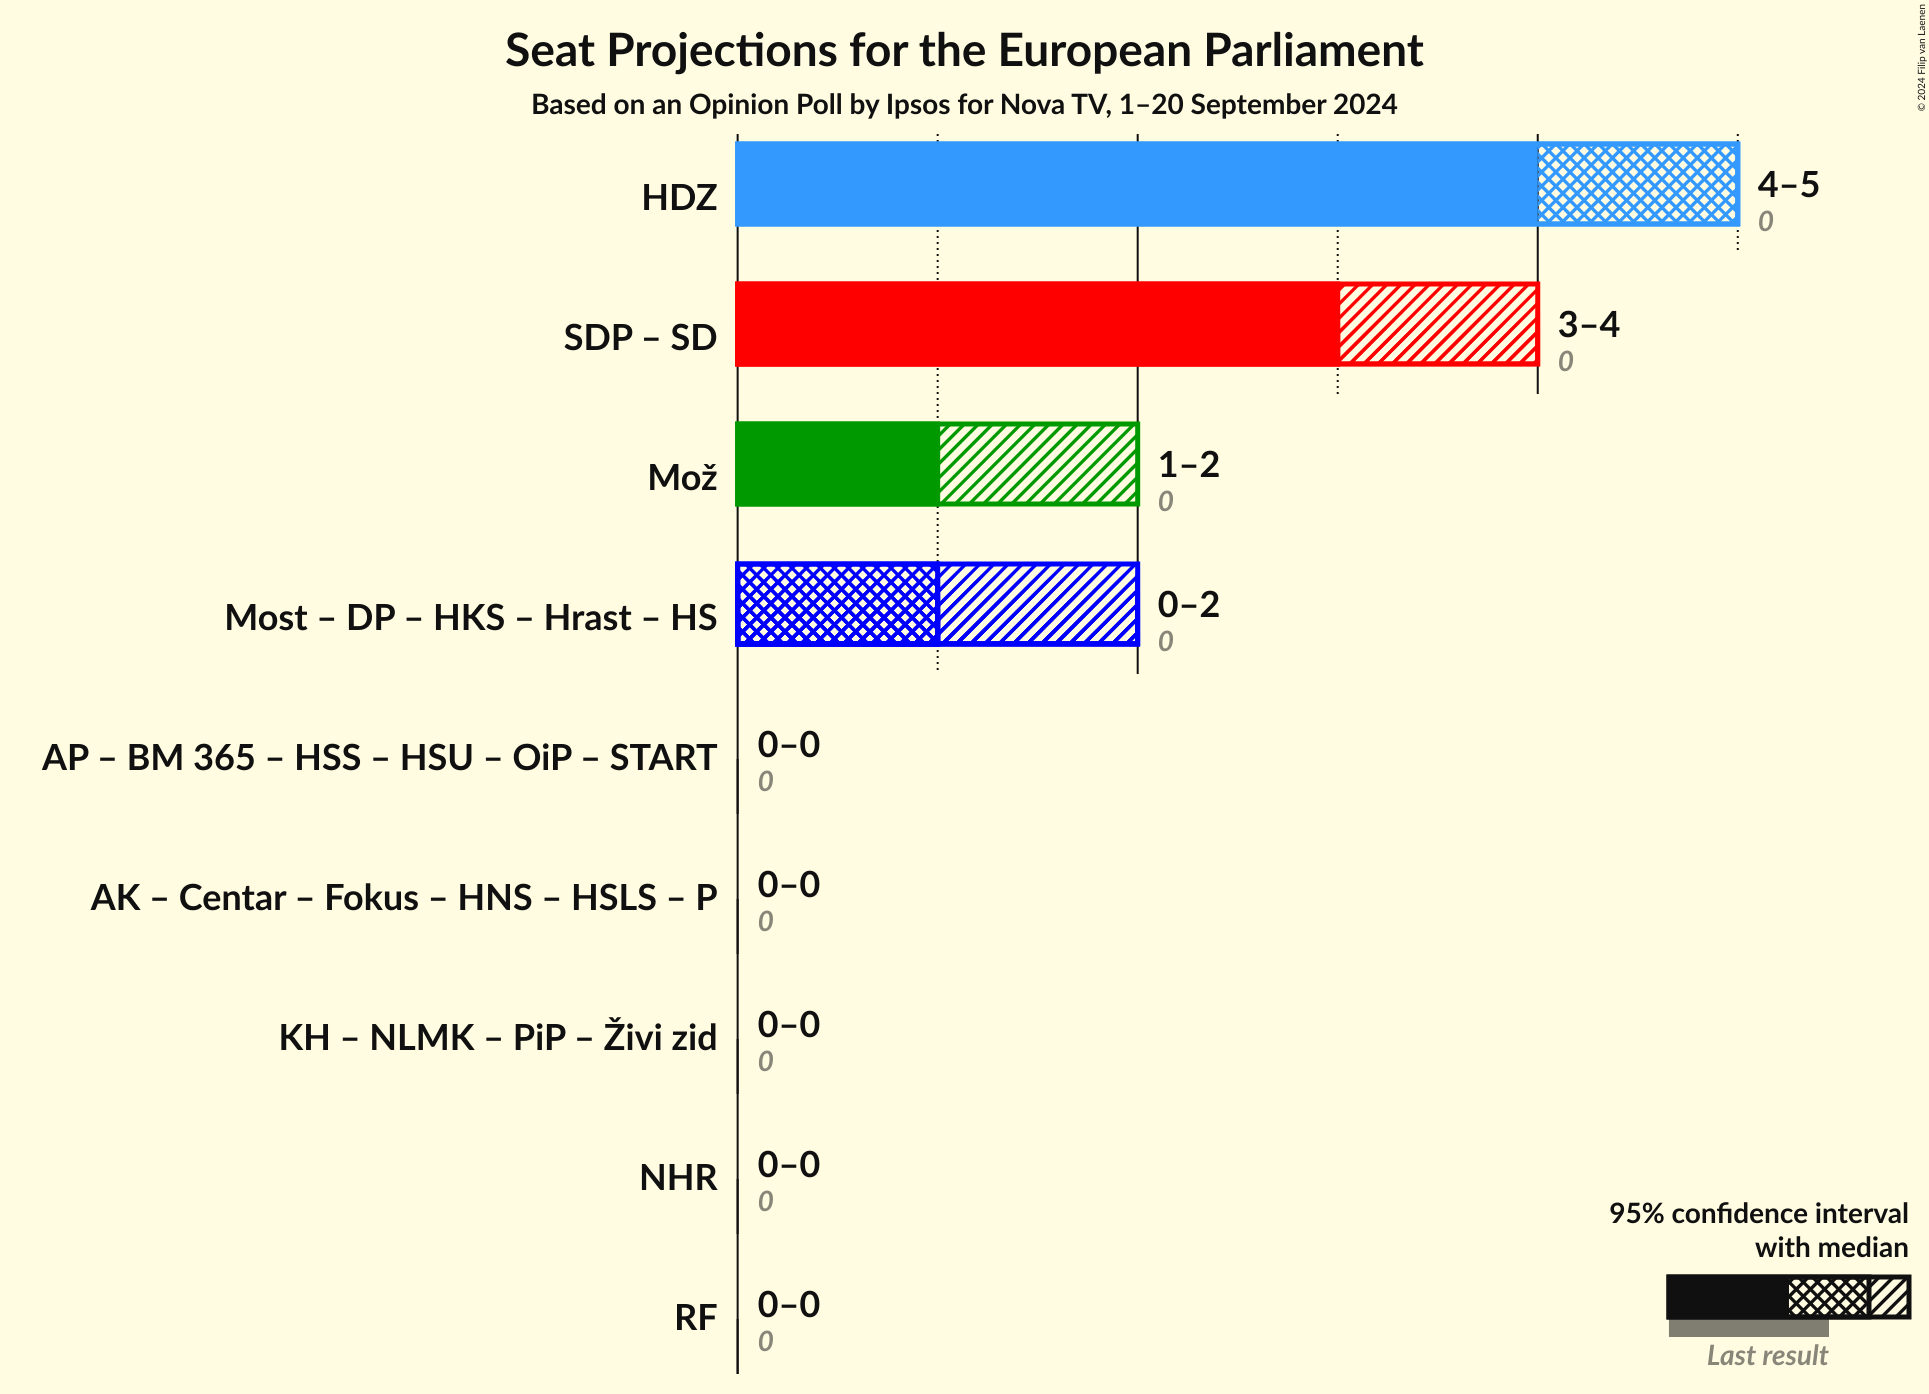 Seat Projections for the European Parliament
Based on an Opinion Poll by Ipsos for Nova TV, 1–20 September 2024
© 2024 Filip van Laenen
HDZ
4–5
0
SDP – SD
3–4
0
Mož
1–2
0
Most – DP – HKS – Hrast – HS
0–2
0
AP – BM 365 – HSS – HSU – OiP – START
0–0
0
AK – Centar – Fokus – HNS – HSLS – P
0–0
0
KH – NLMK – PiP – Živi zid
0–0
0
NHR
0–0
0
RF
0–0
0
95% confidence interval
with median
Last result